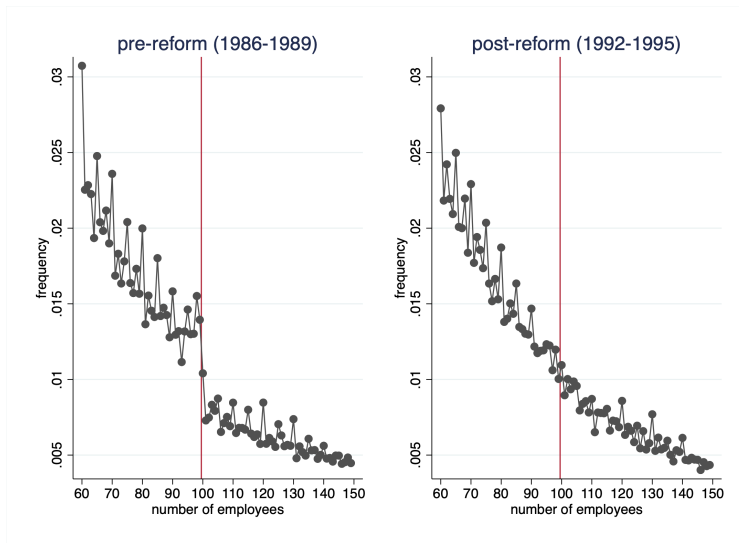 pre-reform (1986-1989)
.03
.025
.02
.015
.01
.005
frequency
60 70 80 90 100 110 120 130 140 150
number of employees
post-reform (1992-1995)
.03
.025
.02
.015
.01
.005
frequency
60 70 80 90 100 110 120 130 140 150
number of employees